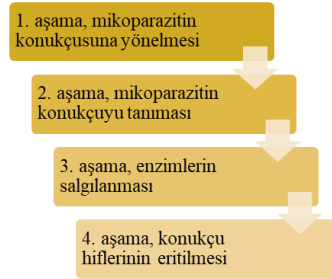 1. aşama, mikoparazitin
konukçusuna yönelmesi
2. aşama, mikoparazitin
konukçuyu tanıması
3. aşama, enzimlerin
salgılanması
4. aşama, konukçu
hiflerinin eritilmesi